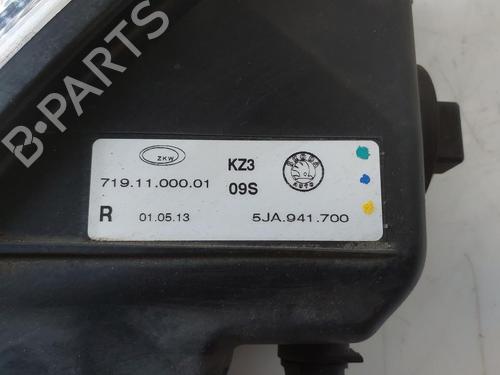 B-PARTS
ZKW
KZ3
719.11.000.01
09S
R
01.05.13
5JA.941.700